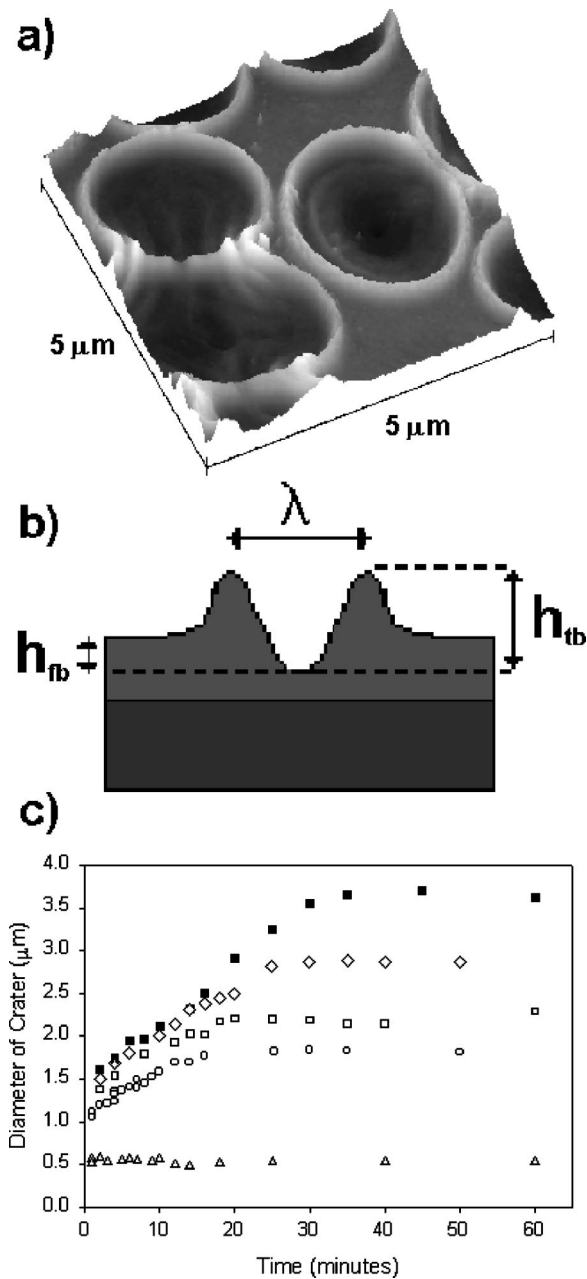 a)
5 µm
5 µm
b)
λ
h_fb
h_tb
c)
4.0
3.5
3.0
2.5
2.0
1.5
1.0
0.5
0.0
Diameter of Crater (µm)
0 10 20 30 40 50 60
Time (minutes)